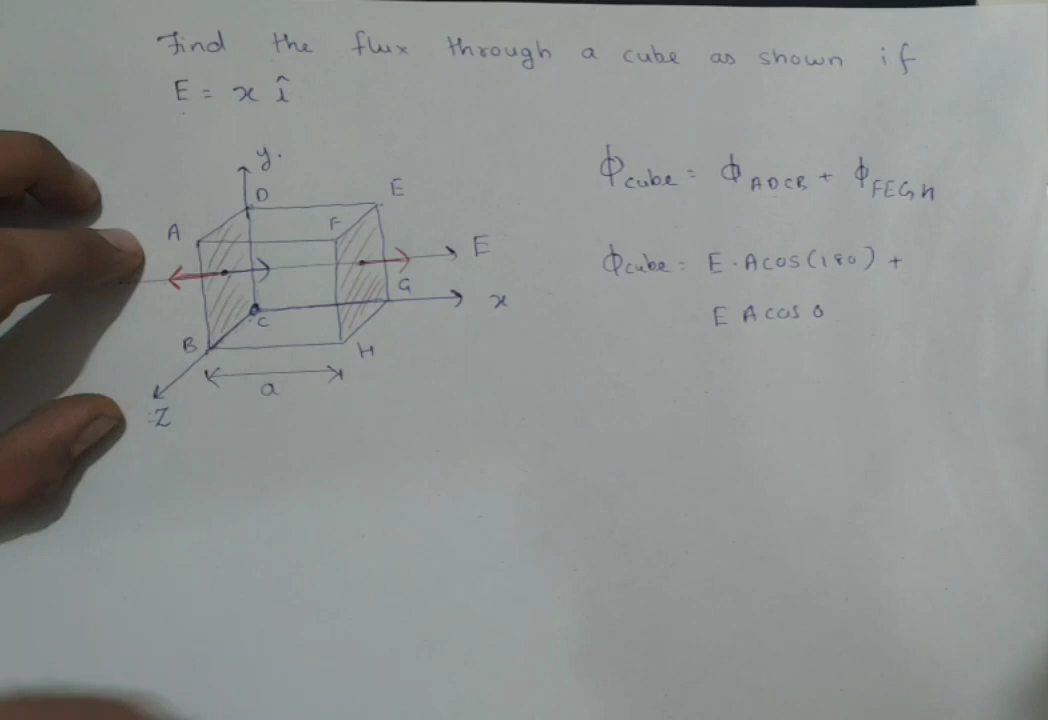 Find the flux through a cube as shown if
E = x î
y
D
E
A
F
E
G
x
C
B
H
a
Z
ϕcube = ϕADCB + ϕFEGH
ϕcube = E·A cos(180) +
E A cos 0